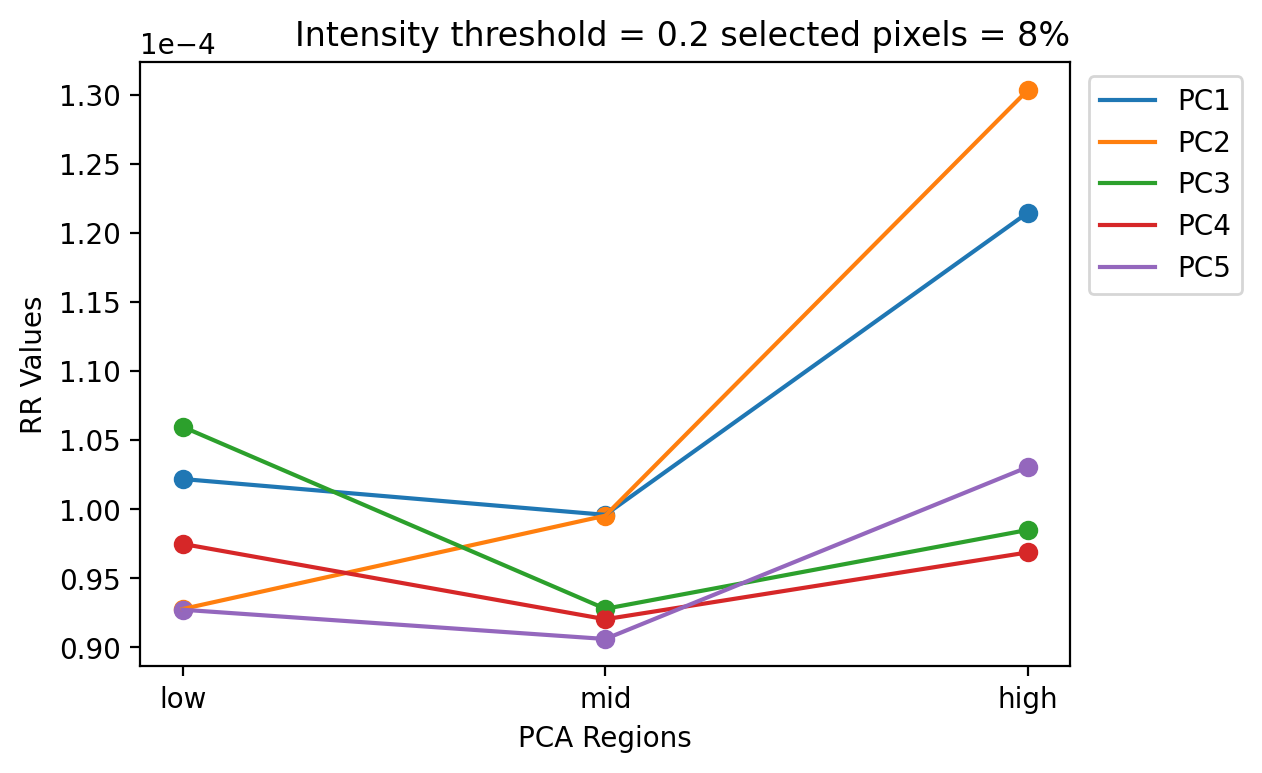 Intensity threshold = 0.2 selected pixels = 8%
1e−4
1.30
1.25
1.20
1.15
1.10
1.05
1.00
0.95
0.90
RR Values
low
mid
high
PCA Regions
PC1
PC2
PC3
PC4
PC5